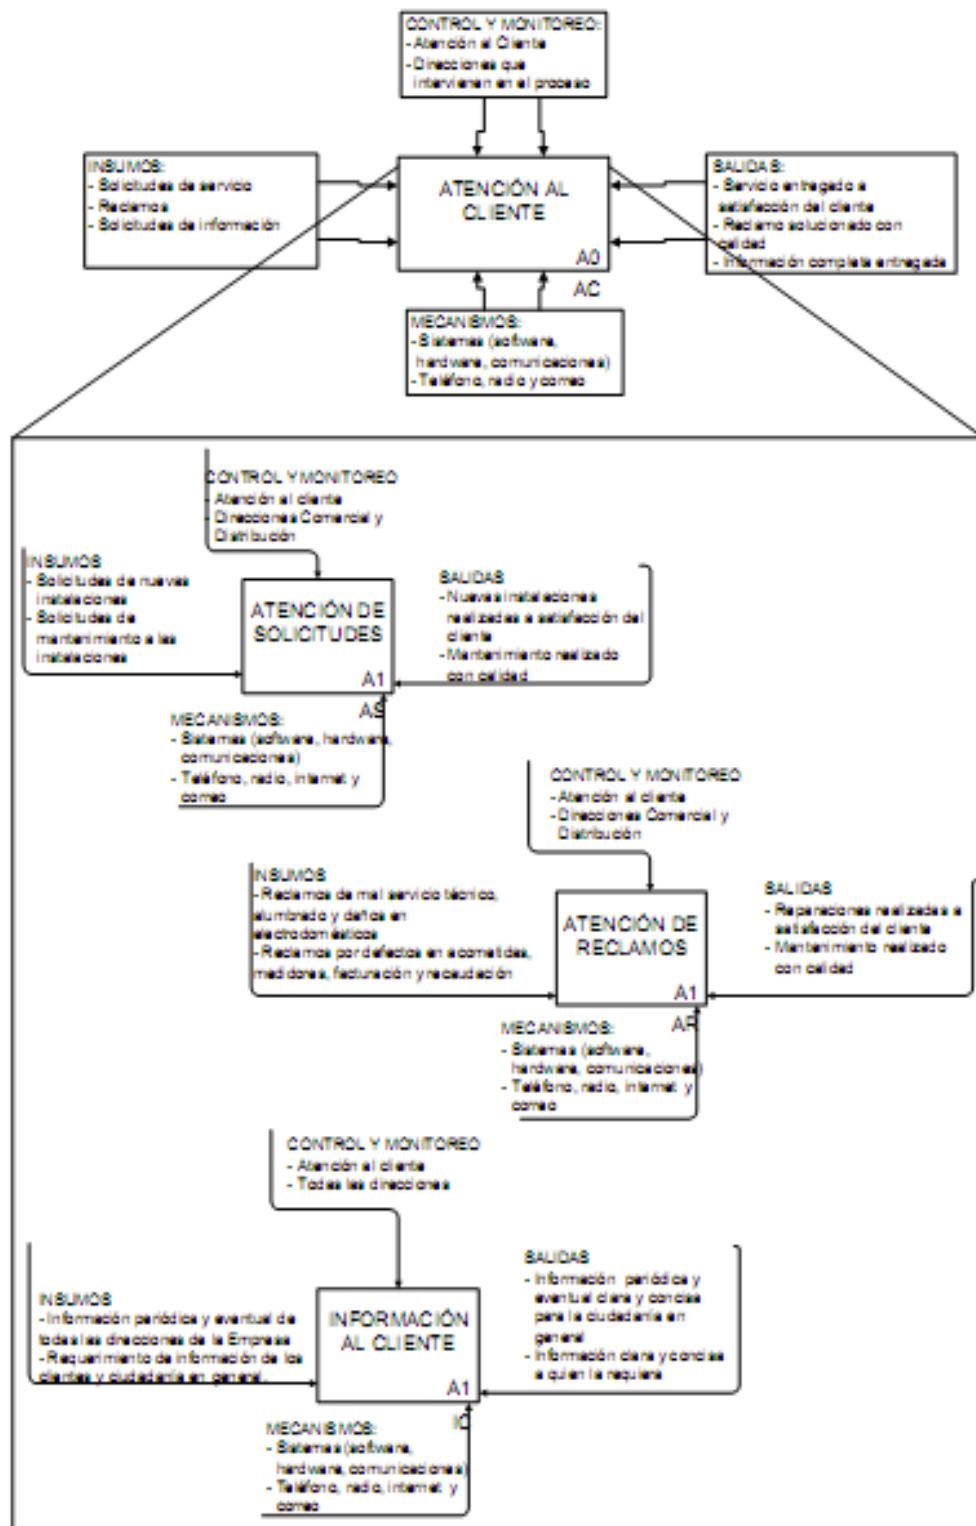 CONTROL Y MONITOREO:
- Atención al Cliente
- Direcciones que
intervienen en el proceso
INSUMOS:
- Solicitudes de servicio
- Reclamos
- Solicitudes de información
ATENCIÓN AL
CLIENTE
A0
AC
SALIDAS:
- Servicio entregado a
satisfacción del cliente
- Reclamo solucionado con
calidad
- Información completa entregada
MECANISMOS:
- Sistemas (software,
hardware, comunicaciones)
- Teléfono, radio y correo
CONTROL Y MONITOREO
- Atención al cliente
- Direcciones Comercial y
Distribución
INSUMOS
- Solicitudes de nuevas
instalaciones
- Solicitudes de
mantenimiento a las
instalaciones
ATENCIÓN DE
SOLICITUDES
A1
AS
SALIDAS
- Nuevas instalaciones
realizadas a satisfacción del
cliente
- Mantenimiento realizado
con calidad
MECANISMOS:
- Sistemas (software, hardware,
comunicaciones)
- Teléfono, radio, internet y
correo
CONTROL Y MONITOREO
- Atención al cliente
- Direcciones Comercial y
Distribución
INSUMOS
- Reclamos de mal servicio técnico,
alumbrado y daños en
electrodomésticos
- Reclamos por defectos en acometidas,
medidores, facturación y recaudación
ATENCIÓN DE
RECLAMOS
A1
AR
SALIDAS
- Reparaciones realizadas a
satisfacción del cliente
- Mantenimiento realizado
con calidad
MECANISMOS:
- Sistemas (software,
hardware, comunicaciones)
- Teléfono, radio, internet y
correo
CONTROL Y MONITOREO
- Atención al cliente
- Todas las direcciones
INSUMOS
- Información periódica y eventual de
todas las direcciones de la Empresa
- Requerimiento de información de los
clientes y ciudadanía en general.
INFORMACIÓN
AL CLIENTE
A1
IC
SALIDAS
- Información periódica y
eventual clara y concisa
para la ciudadanía en
general
- Información clara y concisa
a quien la requiera
MECANISMOS:
- Sistemas (software,
hardware, comunicaciones)
- Teléfono, radio, internet y
correo